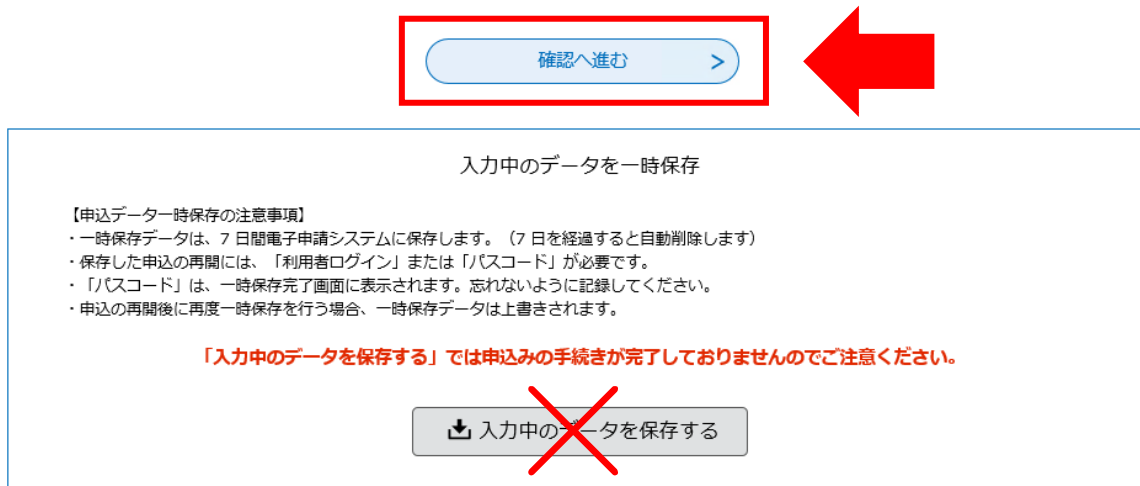 確認へ進む >
入力中のデータを一時保存
【申込データ一時保存の注意事項】
・一時保存データは、7 日間電子申請システムに保存します。（7 日を経過すると自動削除します）
・保存した申込の再開には、「利用者ログイン」または「パスコード」が必要です。
・「パスコード」は、一時保存完了画面に表示されます。忘れないように記録してください。
・申込の再開後に再度一時保存を行う場合、一時保存データは上書きされます。
「入力中のデータを保存する」では申込みの手続きが完了しておりませんのでご注意ください。
入力中のデータを保存する